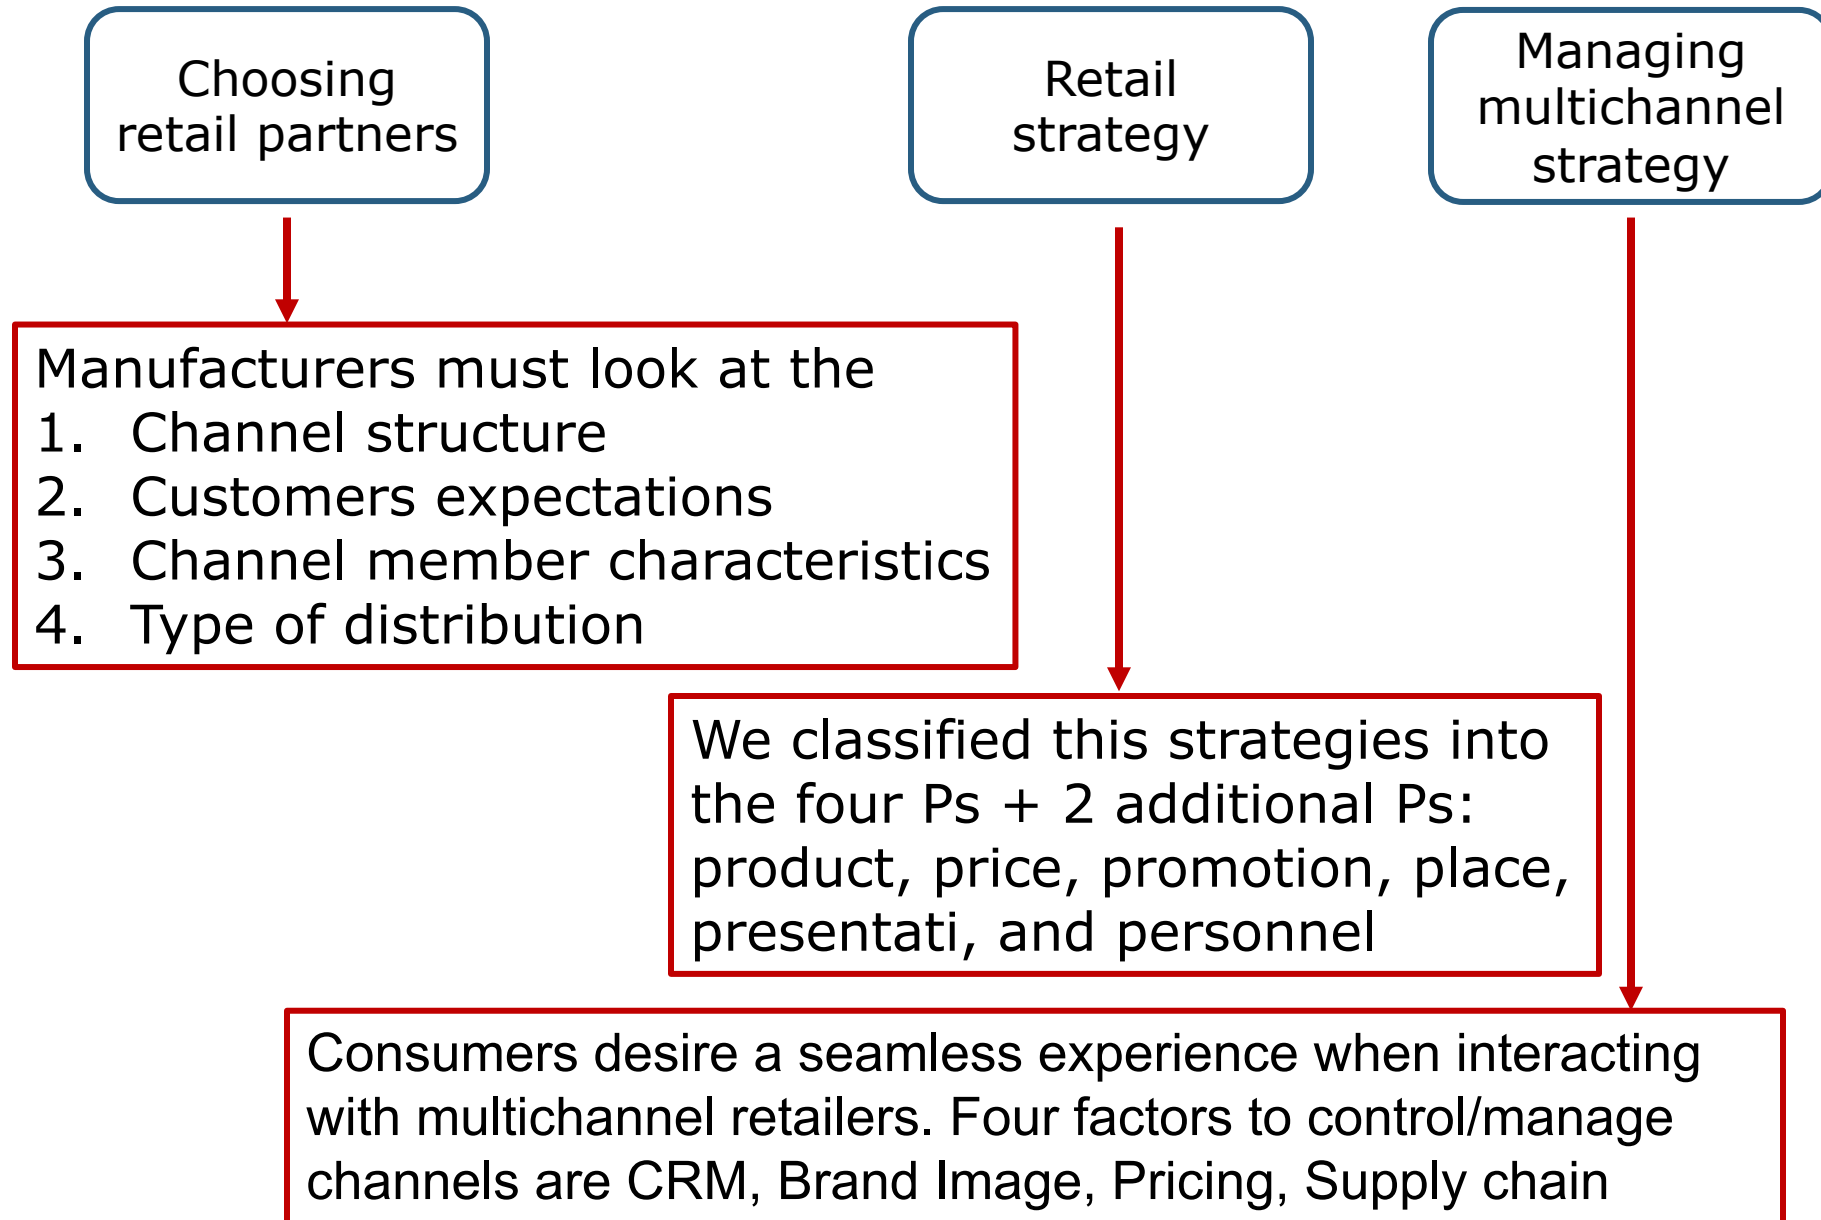 Choosing
retail partners
Retail
strategy
Managing
multichannel
strategy
Manufacturers must look at the
1. Channel structure
2. Customers expectations
3. Channel member characteristics
4. Type of distribution
We classified this strategies into
the four Ps + 2 additional Ps:
product, price, promotion, place,
presentati, and personnel
Consumers desire a seamless experience when interacting
with multichannel retailers. Four factors to control/manage
channels are CRM, Brand Image, Pricing, Supply chain